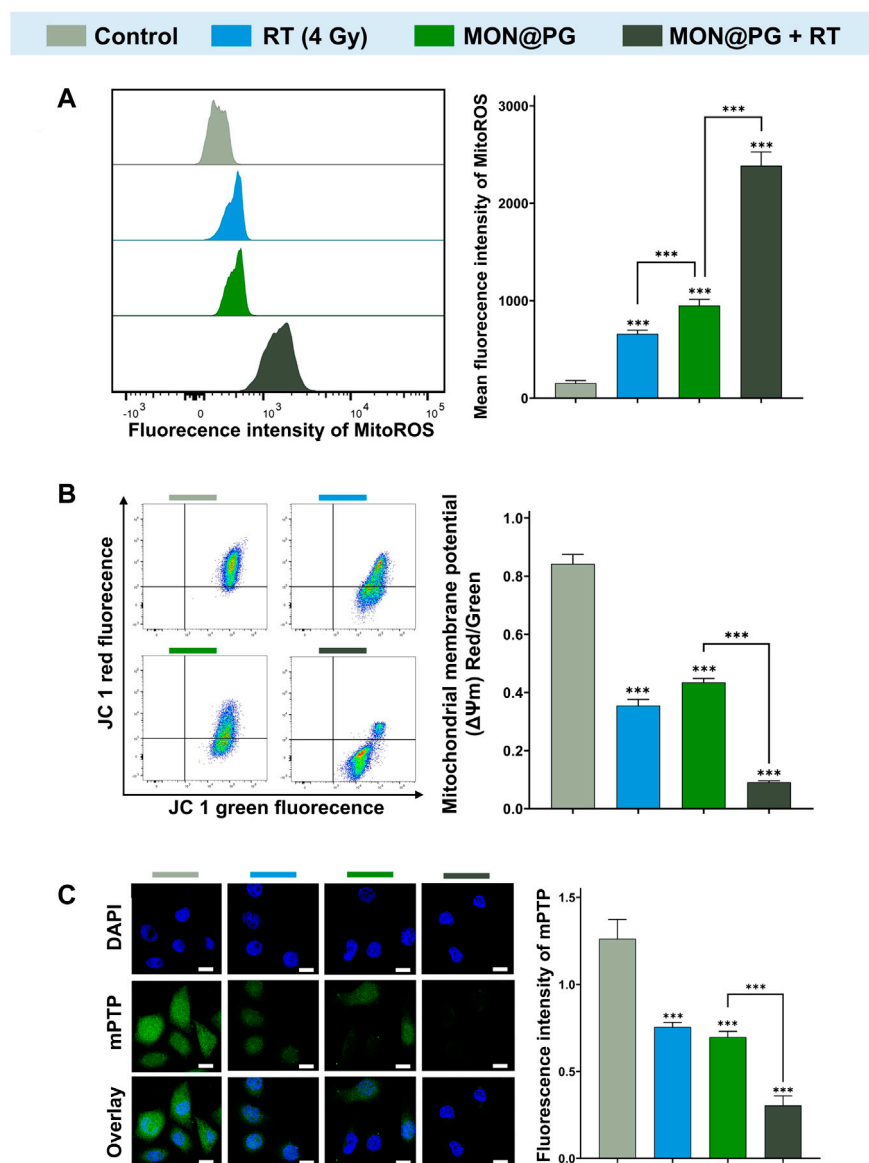 Control RT (4 Gy) MON@PG MON@PG + RT
A
-10³ 0 10³ 10⁴ 10⁵
Fluorecence intensity of MitoROS
Mean fluorecence intensity of MitoROS
3000
2000
1000
0
***
***
***
***
***
B
JC 1 red fluorecence
JC 1 green fluorecence
Mitochondrial membrane potential
(ΔΨm) Red/Green
1.0
0.8
0.6
0.4
0.2
0.0
***
***
***
***
C
DAPI
mPTP
Overlay
Fluorescence intensity of mPTP
1.5
1.0
0.5
0.0
***
***
***
***